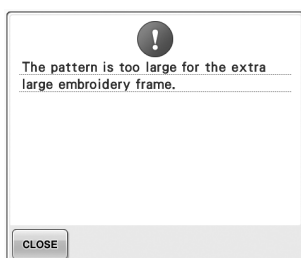 The pattern is too large for the extra
large embroidery frame.
CLOSE